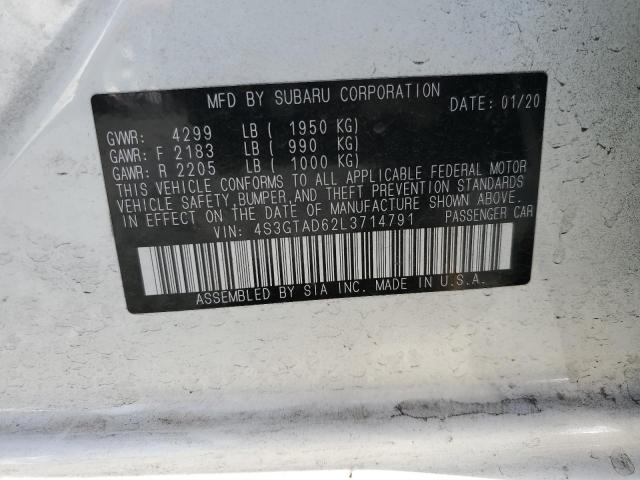 MFD BY SUBARU CORPORATION DATE: 01/20
GVWR: 4299 LB ( 1950 KG)
GAWR: F 2183 LB ( 990 KG)
GAWR: R 2205 LB ( 1000 KG)
THIS VEHICLE CONFORMS TO ALL APPLICABLE FEDERAL MOTOR
VEHICLE SAFETY,BUMPER,AND THEFT PREVENTION STANDARDS
IN EFFECT ON THE DATE OF MANUFACTURE SHOWN ABOVE.
VIN: 4S3GTAD62L3714791 PASSENGER CAR
ASSEMBLED BY SIA INC. MADE IN U.S.A.